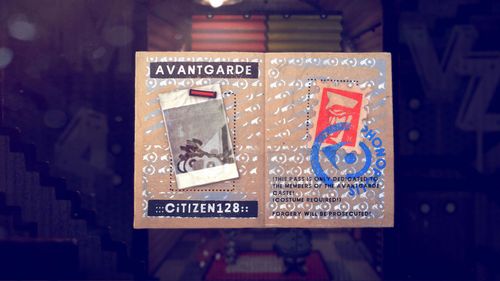 AVANTGARDE
:::CiTiZEN128::
!THIS PASS IS ONLY DEDICATED TO
THE MEMBERS OF THE AVANTGARDE
CASTE!
(COSTUME REQUIRED!)
FORGERY WILL BE PROSECUTED!